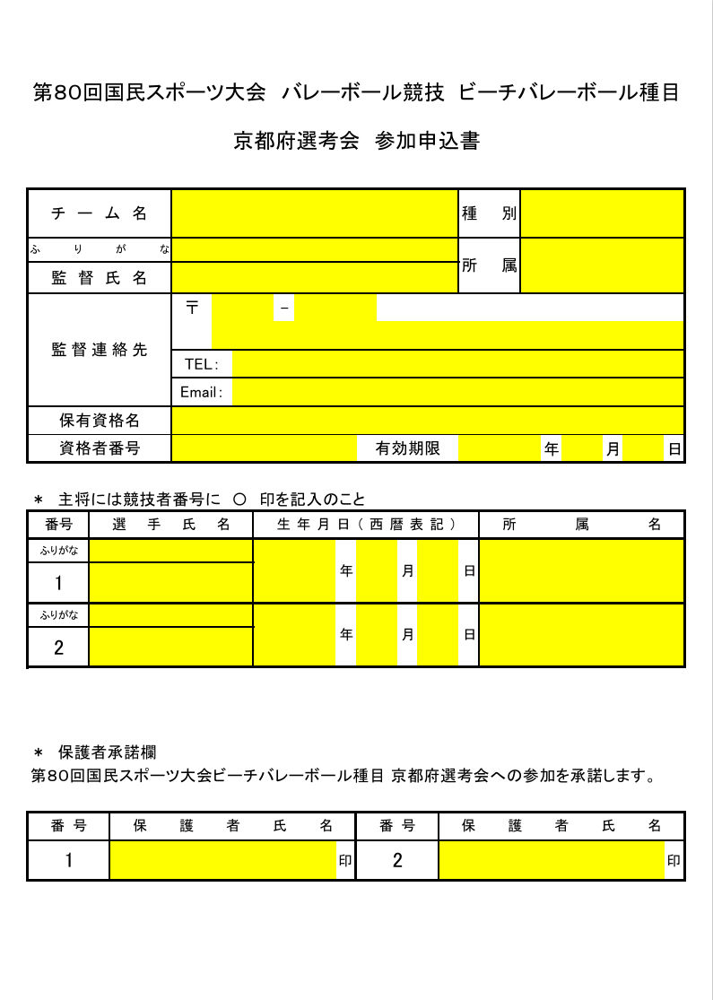 第80回国民スポーツ大会 バレーボール競技 ビーチバレーボール種目
京都府選考会 参加申込書
チーム名 種別
ふりがな
監督氏名 所属
監督連絡先 〒 －
TEL：
Email：
保有資格名
資格者番号 有効期限 年 月 日
＊ 主将には競技者番号に ○ 印を記入のこと
番号 選手氏名 生年月日(西暦表記) 所属名
ふりがな
1 年 月 日
ふりがな
2 年 月 日
＊ 保護者承諾欄
第80回国民スポーツ大会ビーチバレーボール種目 京都府選考会への参加を承諾します。
番号 保護者氏名 番号 保護者氏名
1 印 2 印